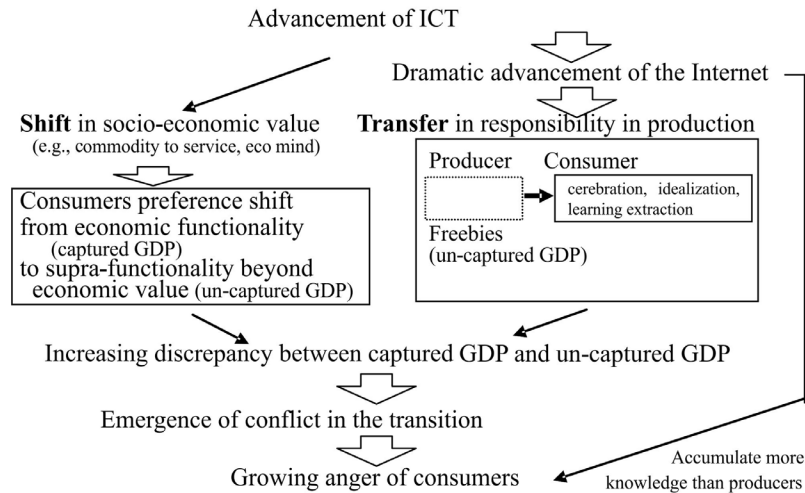 Advancement of ICT
Dramatic advancement of the Internet
Shift in socio-economic value
(e.g., commodity to service, eco mind)
Transfer in responsibility in production
Consumers preference shift
from economic functionality
(captured GDP)
to supra-functionality beyond
economic value (un-captured GDP)
Producer
Consumer
cerebration, idealization,
learning extraction
Freebies
(un-captured GDP)
Increasing discrepancy between captured GDP and un-captured GDP
Emergence of conflict in the transition
Growing anger of consumers
Accumulate more
knowledge than producers